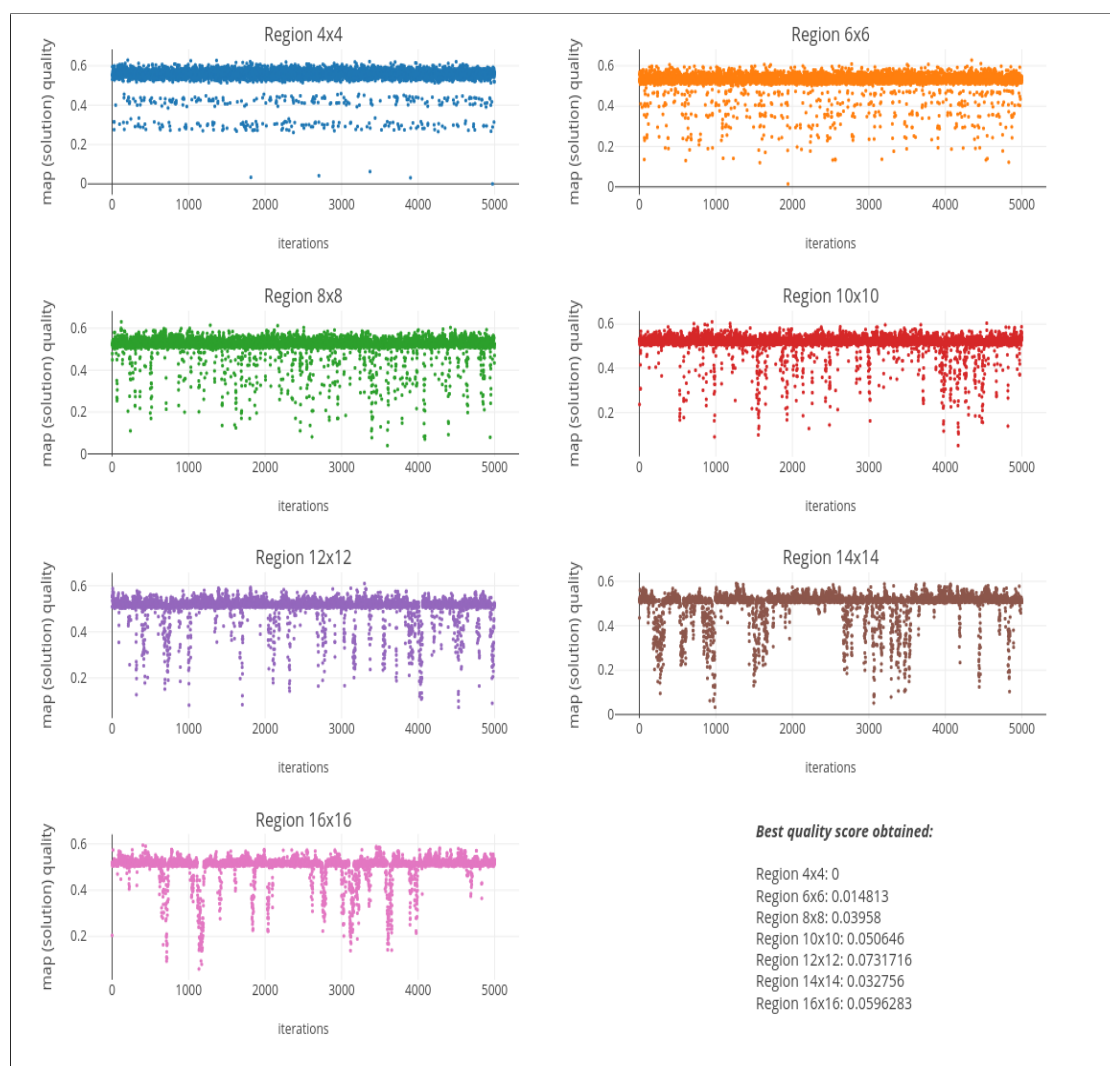 Region 4x4
map (solution) quality
0.6
0.4
0.2
0
0 1000 2000 3000 4000 5000
iterations
Region 6x6
map (solution) quality
0.6
0.4
0.2
0
0 1000 2000 3000 4000 5000
iterations
Region 8x8
map (solution) quality
0.6
0.4
0.2
0
0 1000 2000 3000 4000 5000
iterations
Region 10x10
map (solution) quality
0.6
0.4
0.2
0 1000 2000 3000 4000 5000
iterations
Region 12x12
map (solution) quality
0.6
0.4
0.2
0 1000 2000 3000 4000 5000
iterations
Region 14x14
map (solution) quality
0.6
0.4
0.2
0
0 1000 2000 3000 4000 5000
iterations
Region 16x16
map (solution) quality
0.6
0.4
0.2
0 1000 2000 3000 4000 5000
iterations
Best quality score obtained:
Region 4x4: 0
Region 6x6: 0.014813
Region 8x8: 0.03958
Region 10x10: 0.050646
Region 12x12: 0.0731716
Region 14x14: 0.032756
Region 16x16: 0.0596283